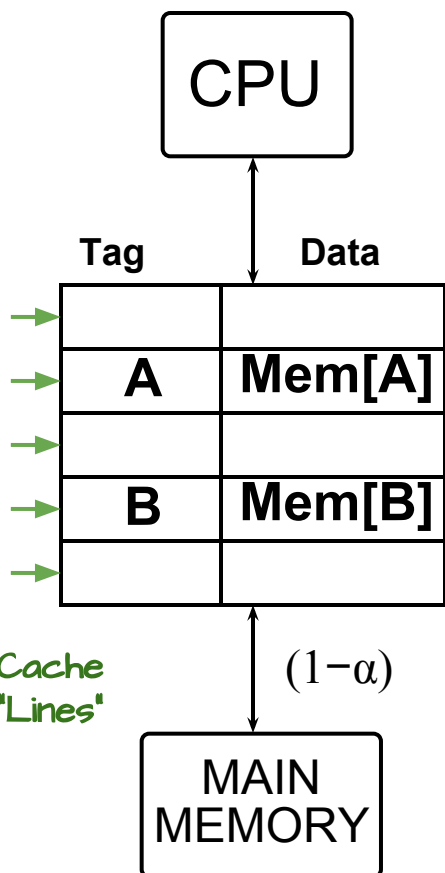 CPU
Tag Data
A Mem[A]
B Mem[B]
Cache
"Lines"
(1−α)
MAIN
MEMORY